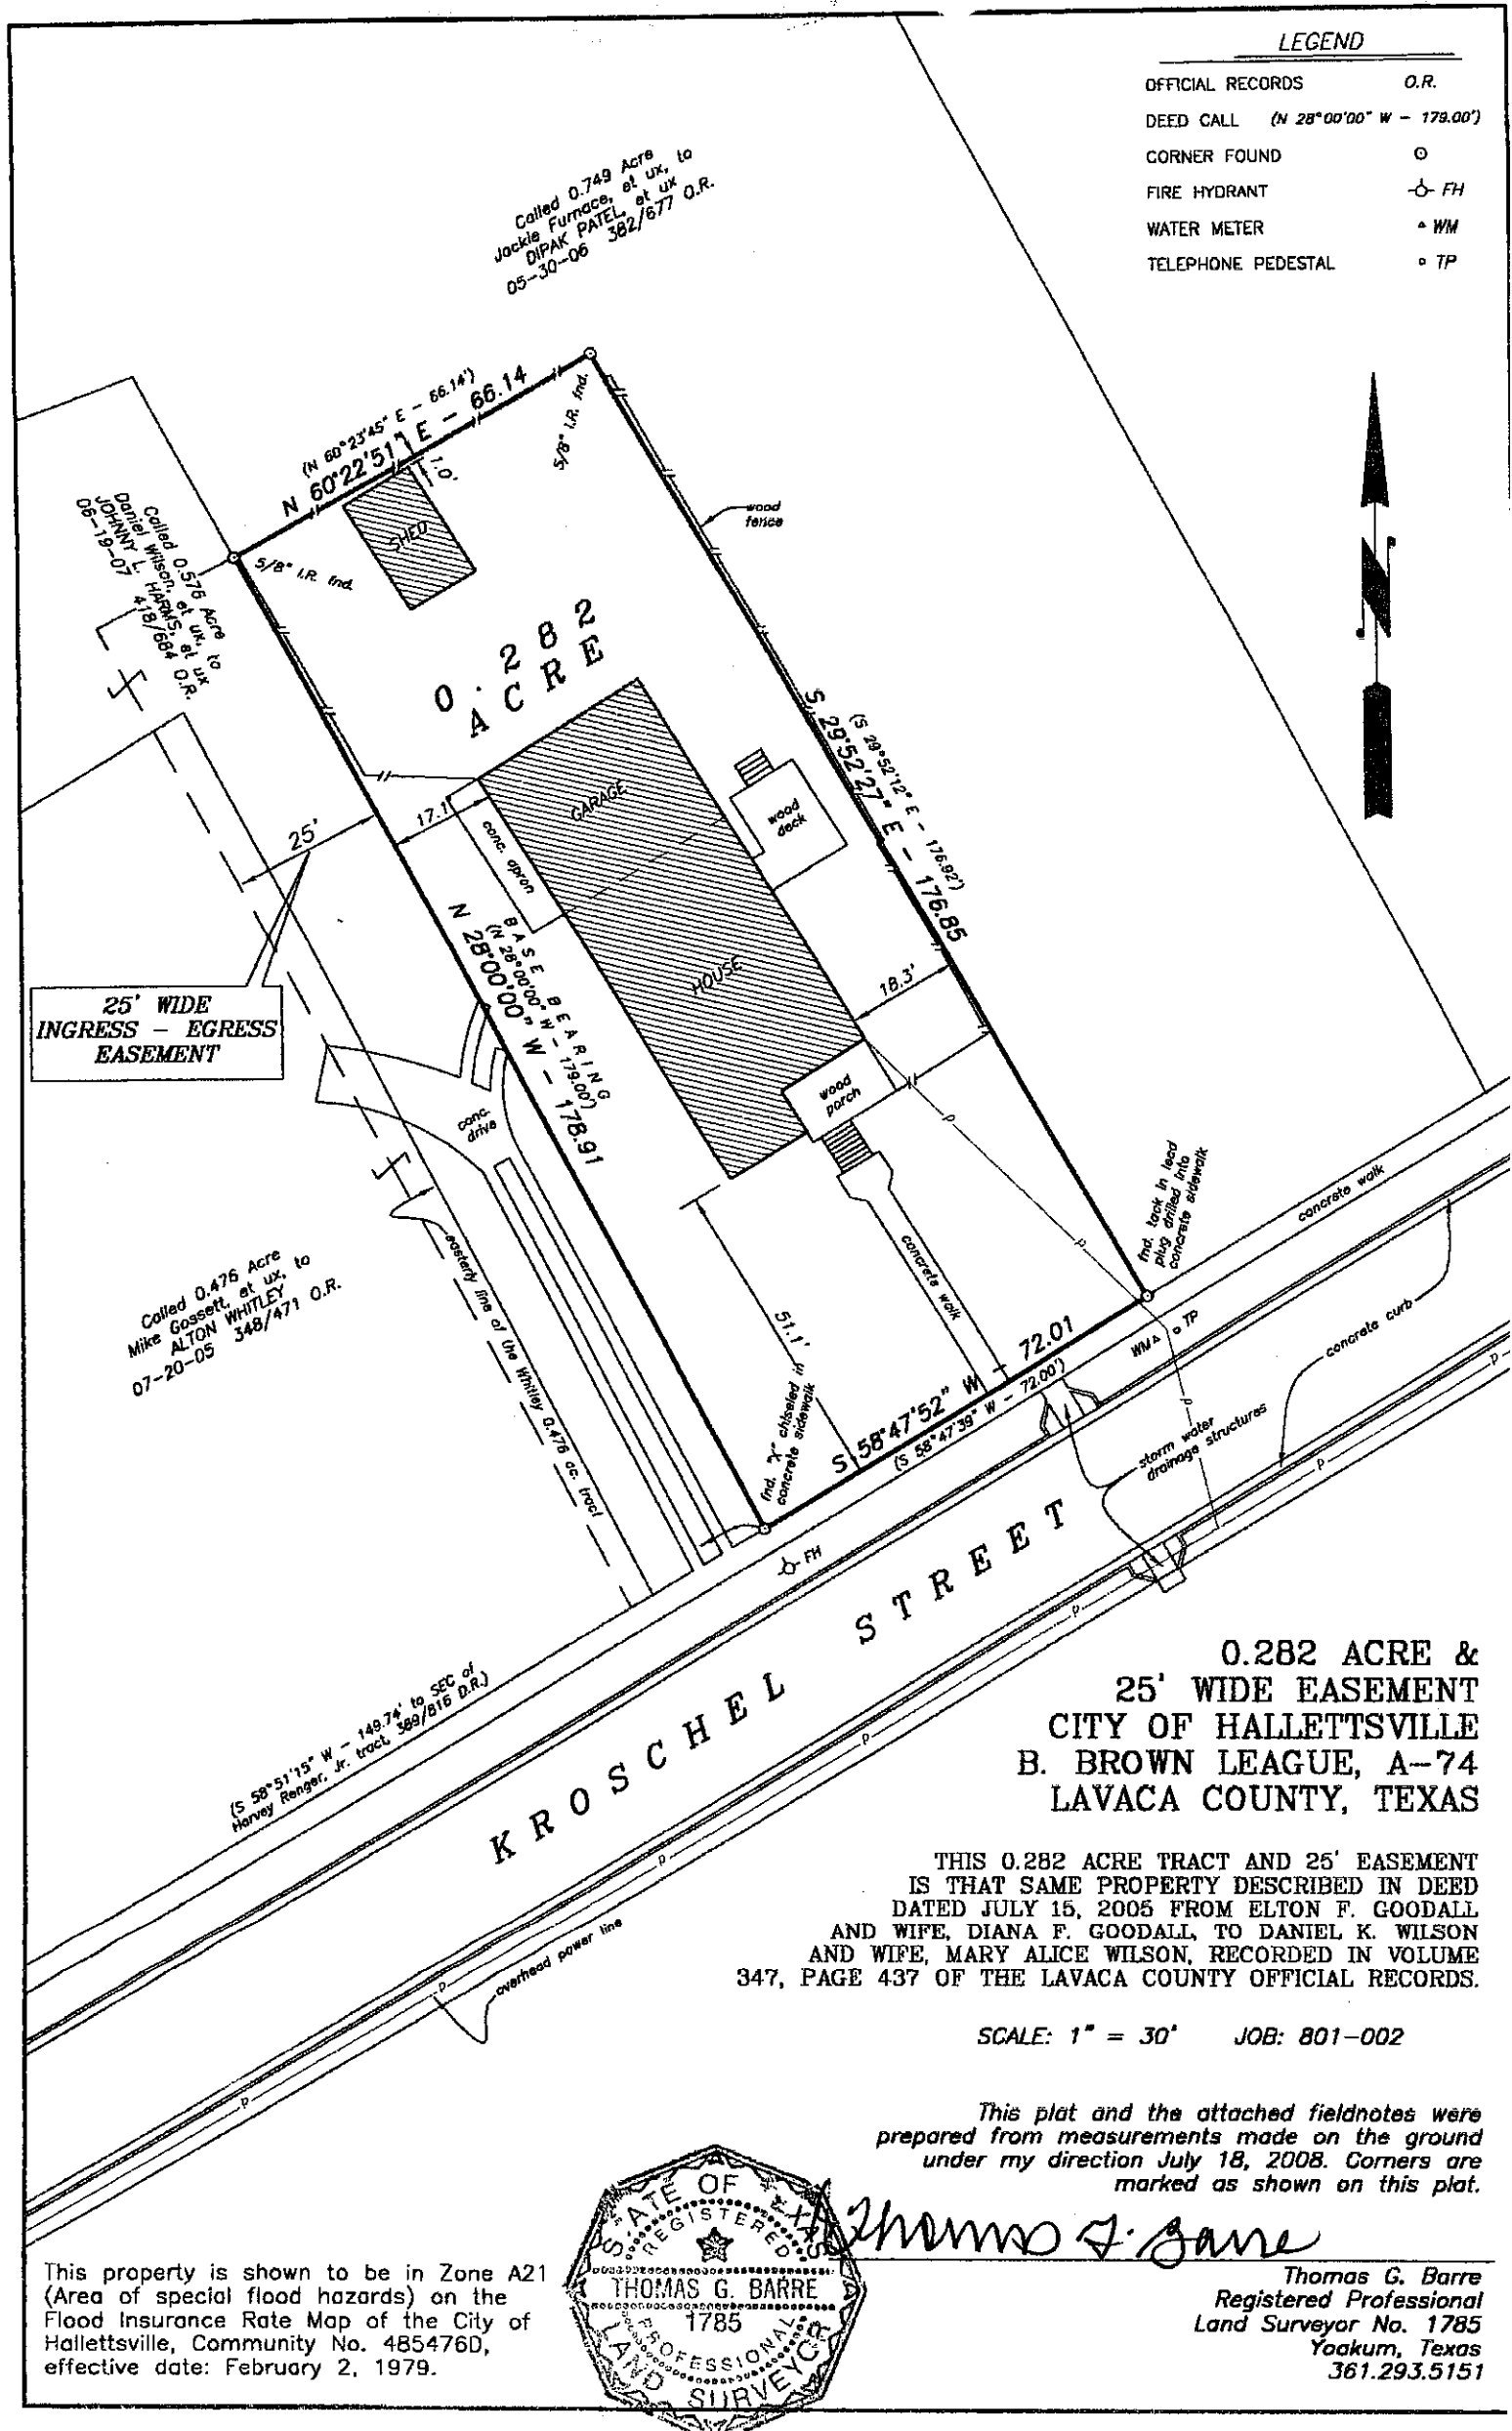 LEGEND
OFFICIAL RECORDS O.R.
DEED CALL (N 28°00'00" W - 179.00')
CORNER FOUND
FIRE HYDRANT FH
WATER METER WM
TELEPHONE PEDESTAL TP
Called 0.749 Acre
Jackie Furnace, et ux, to
DIPAK PATEL, et ux
05-30-06 382/677 O.R.
(N 60°23'45" E - 66.14')
N 60°22'51" E - 66.14
1.0'
5/8" I.R. fnd.
SHED
5/8" I.R. fnd.
wood
fence
Called 0.576 Acre
Daniel Wilson, et ux, to
JOHNNY L. HARMS, et ux
06-19-07 418/684 O.R.
0.282
ACRE
(S 29°52'12" E - 176.92')
S 29°52'27" E - 176.85
GARAGE
wood
deck
17.1'
conc. apron
25'
25' WIDE
INGRESS - EGRESS
EASEMENT
BASE BEARING
(N 28°00'00" W - 179.00')
N 28°00'00" W - 178.91
HOUSE
18.3'
wood
porch
conc.
drive
P
fnd. tack in lead
plug drilled into
concrete sidewalk
concrete walk
P
concrete walk
51.1'
easterly line of the Whitley 0.476 ac. tract
Called 0.476 Acre
Mike Gossett, et ux, to
ALTON WHITLEY
07-20-05 348/471 O.R.
fnd. "X" chiseled in
concrete sidewalk
S 58°47'52" W - 72.01
(S 58°47'39" W - 72.00')
WM TP
concrete curb
P
P
P
storm water
drainage structures
FH
P
KROSCHEL STREET
(S 58°51'15" W - 149.74' to SEC of
Harvey Renger, Jr. tract, 389/816 D.R.)
P
P
P
P
overhead power line
0.282 ACRE &
25' WIDE EASEMENT
CITY OF HALLETTSVILLE
B. BROWN LEAGUE, A-74
LAVACA COUNTY, TEXAS
THIS 0.282 ACRE TRACT AND 25' EASEMENT
IS THAT SAME PROPERTY DESCRIBED IN DEED
DATED JULY 15, 2005 FROM ELTON F. GOODALL
AND WIFE, DIANA F. GOODALL, TO DANIEL K. WILSON
AND WIFE, MARY ALICE WILSON, RECORDED IN VOLUME
347, PAGE 437 OF THE LAVACA COUNTY OFFICIAL RECORDS.
SCALE: 1" = 30' JOB: 801-002
This plat and the attached fieldnotes were
prepared from measurements made on the ground
under my direction July 18, 2008. Corners are
marked as shown on this plat.
Thomas G. Barre
Thomas G. Barre
Registered Professional
Land Surveyor No. 1785
Yoakum, Texas
361.293.5151
STATE OF TEXAS
REGISTERED
THOMAS G. BARRE
1785
PROFESSIONAL
LAND SURVEYOR
This property is shown to be in Zone A21
(Area of special flood hazards) on the
Flood Insurance Rate Map of the City of
Hallettsville, Community No. 485476D,
effective date: February 2, 1979.